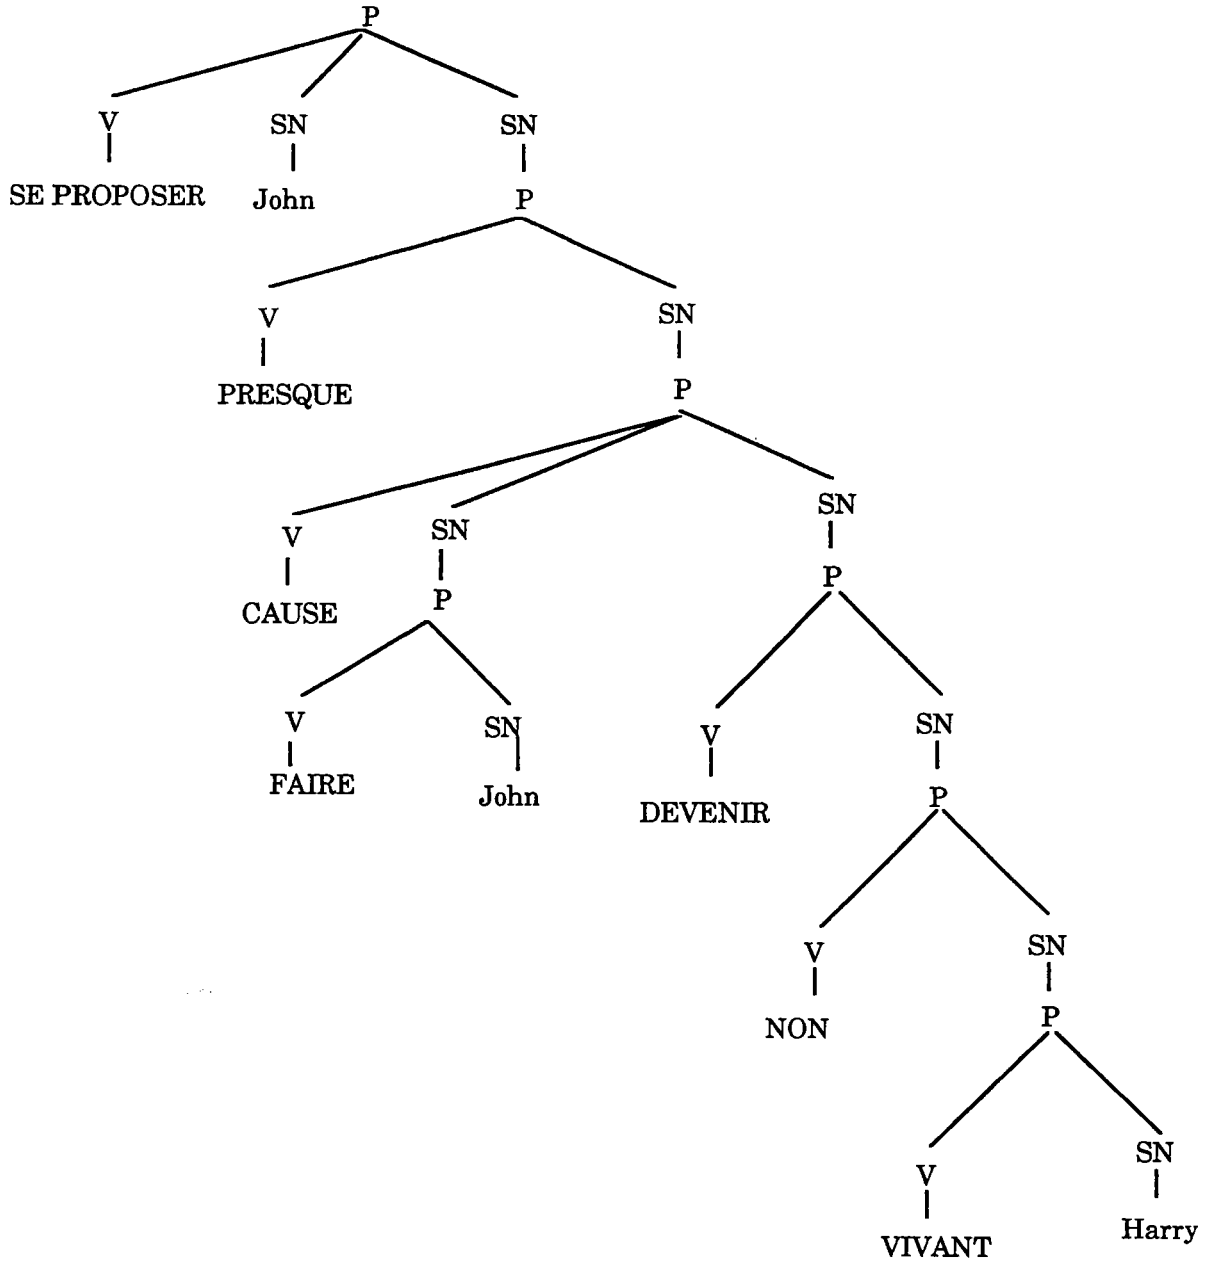 P
V SN SN
SE PROPOSER John P
V SN
PRESQUE
P
V SN SN
CAUSE P P
V SN V SN
FAIRE John DEVENIR P
V SN
NON P
V SN
VIVANT Harry